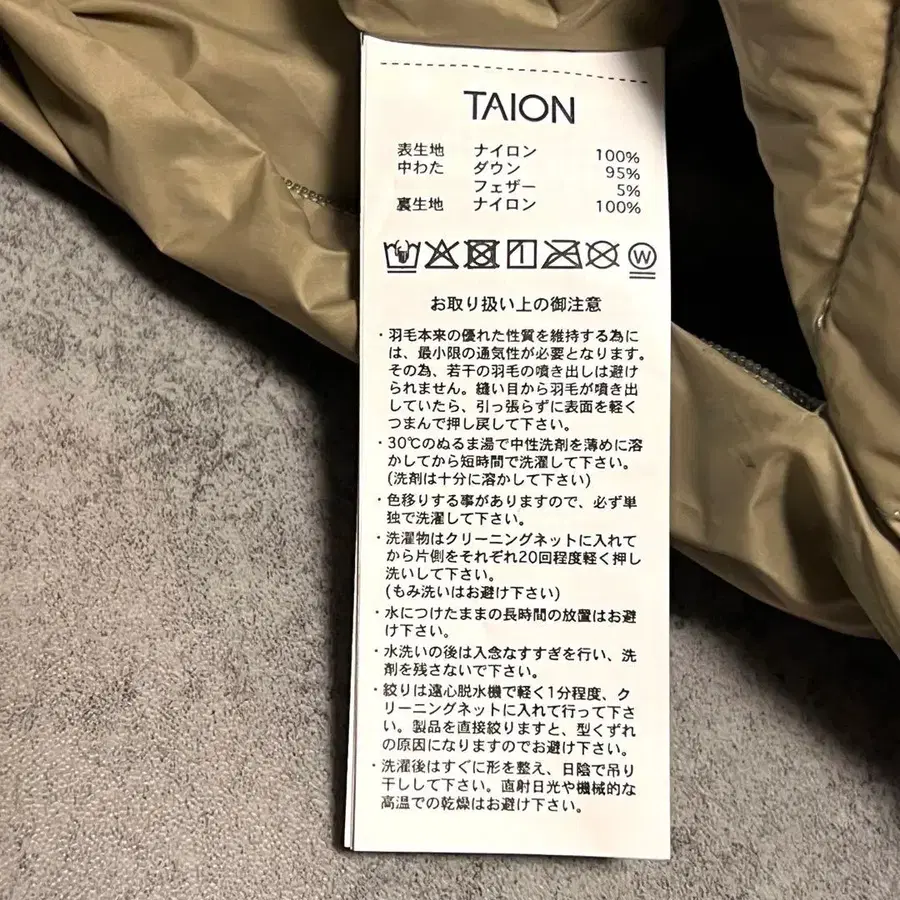 TAION
表生地 ナイロン 100%
中わた ダウン 95%
フェザー 5%
裏生地 ナイロン 100%
W
お取り扱い上の御注意
・羽毛本来の優れた性質を維持する為に
は、最小限の通気性が必要となります。
その為、若干の羽毛の噴き出しは避け
られません。縫い目から羽毛が噴き出
していたら、引っ張らずに表面を軽く
つまんで押し戻して下さい。
・30℃のぬるま湯で中性洗剤を薄めに溶
かしてから短時間で洗濯して下さい。
(洗剤は十分に溶かして下さい)
・色移りする事がありますので、必ず単
独で洗濯して下さい。
・洗濯物はクリーニングネットに入れて
から片側をそれぞれ20回程度軽く押し
洗いして下さい。
(もみ洗いはお避け下さい)
・水につけたままの長時間の放置はお避
け下さい。
・水洗いの後は入念なすすぎを行い、洗
剤を残さないで下さい。
・絞りは遠心脱水機で軽く1分程度、ク
リーニングネットに入れて行って下さ
い。製品を直接絞りますと、型くずれ
の原因になりますのでお避け下さい。
・洗濯後はすぐに形を整え、日陰で吊り
干しして下さい。直射日光や機械的な
高温での乾燥はお避け下さい。